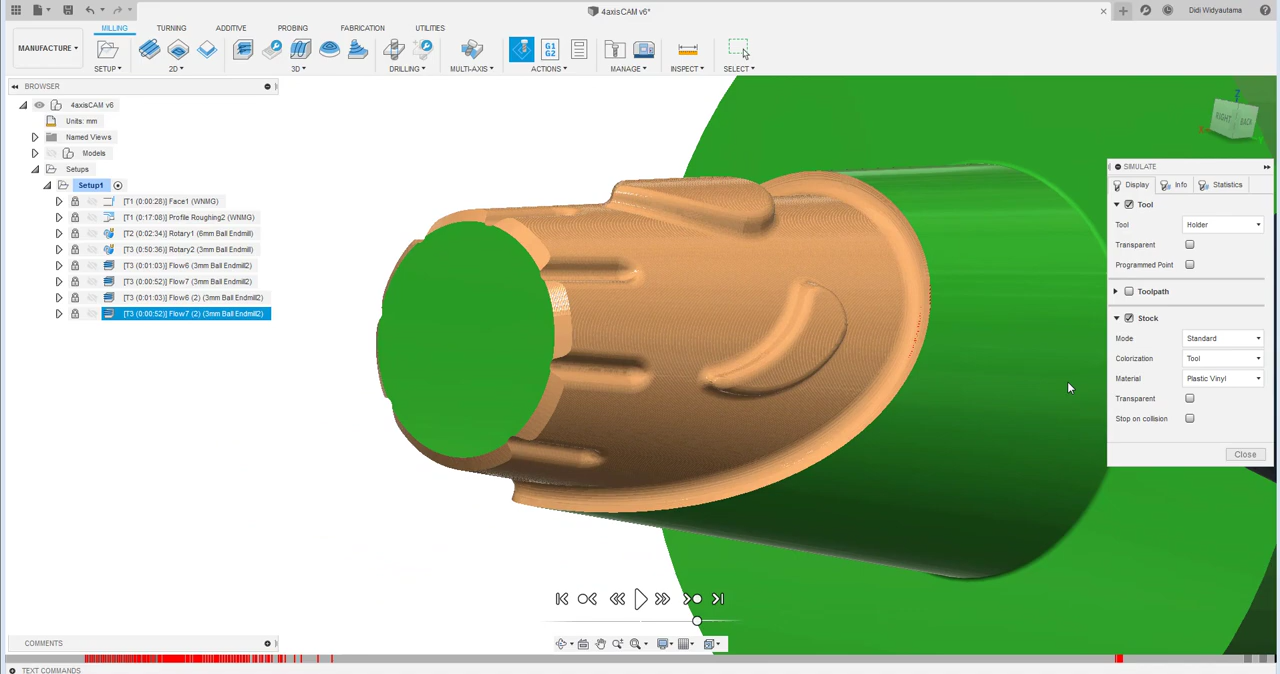 4axisCAM v6*
Didi Widyautama
MILLING TURNING ADDITIVE PROBING FABRICATION UTILITIES
MANUFACTURE
G1
G2
SETUP 2D 3D DRILLING MULTI-AXIS ACTIONS MANAGE INSPECT SELECT
BROWSER
4axisCAM v6
Units: mm
Named Views
Models
Setups
Setup1
[T1 (0:00:28)] Face1 (WNMG)
[T1 (0:17:08)] Profile Roughing2 (WNMG)
[T2 (0:02:34)] Rotary1 (6mm Ball Endmill)
[T3 (0:50:36)] Rotary2 (3mm Ball Endmill)
[T3 (0:01:03)] Flow6 (3mm Ball Endmill2)
[T3 (0:00:52)] Flow7 (3mm Ball Endmill2)
[T3 (0:01:03)] Flow6 (2) (3mm Ball Endmill2)
[T3 (0:00:52)] Flow7 (2) (3mm Ball Endmill2)
Z
RIGHT BACK
SIMULATE
Display Info Statistics
Tool
Tool Holder
Transparent
Programmed Point
Toolpath
Stock
Mode Standard
Colorization Tool
Material Plastic Vinyl
Transparent
Stop on collision
Close
COMMENTS
TEXT COMMANDS